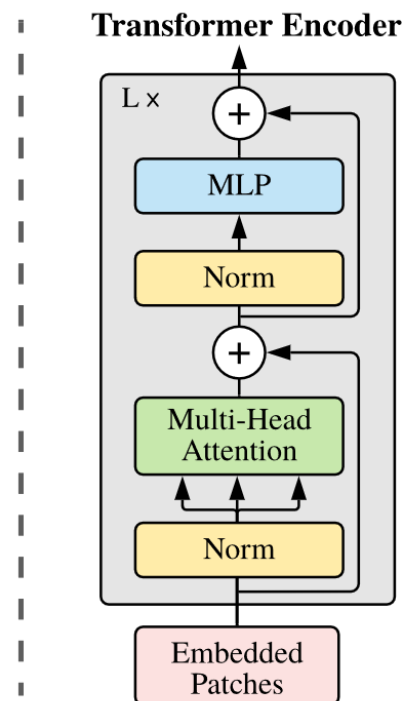 Transformer Encoder
L ×
+
MLP
Norm
+
Multi-Head
Attention
Norm
Embedded
Patches